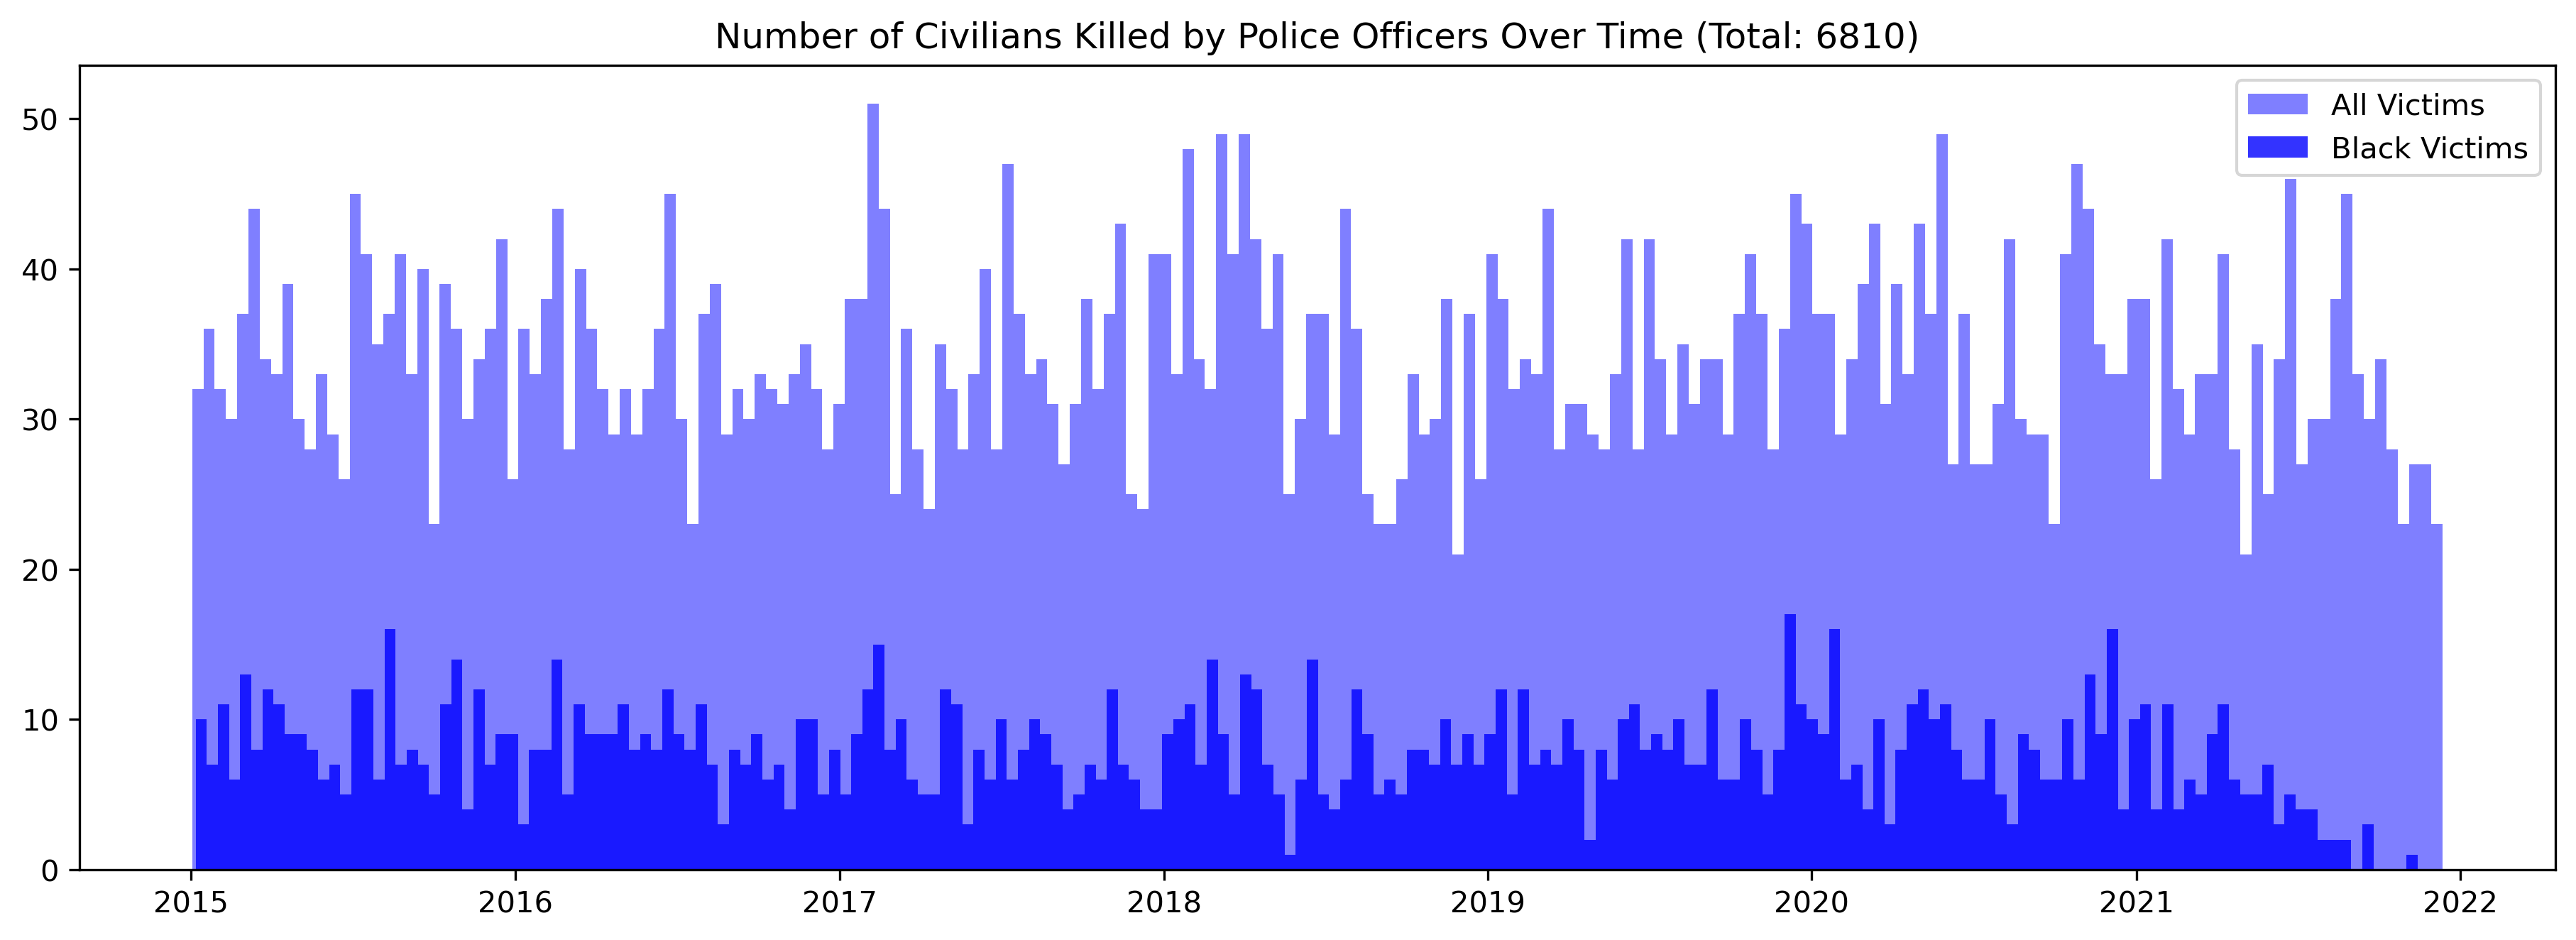 Number of Civilians Killed by Police Officers Over Time (Total: 6810)
All Victims
Black Victims
50
40
30
20
10
0
2015 2016 2017 2018 2019 2020 2021 2022